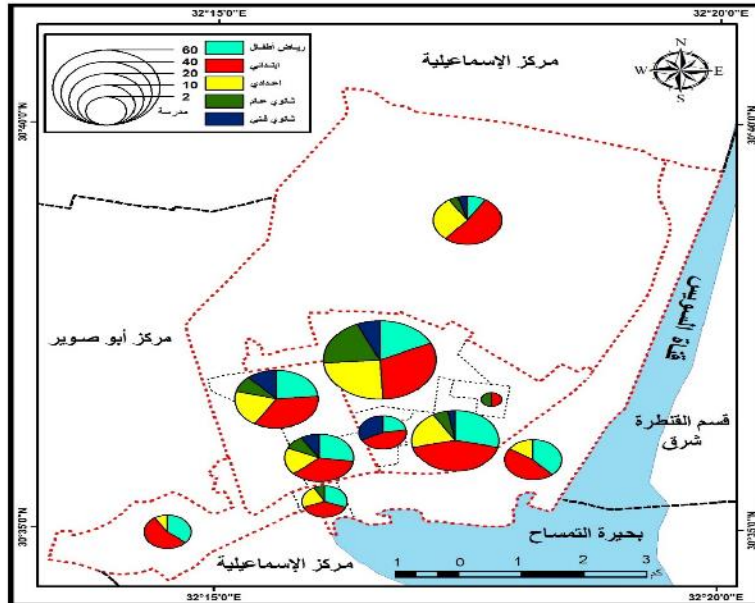 32°15'0"E
32°20'0"E
60
40
20
10
2
مدرسة
رياض أطفال
ابتدائي
اعدادي
ثانوي عام
ثانوي فني
مركز الإسماعيلية
N
W E
S
30°40'0"N
30°40'0"N
قناة السويس
مركز أبو صوير
قسم القنطرة
شرق
30°35'0"N
30°35'0"N
بحيرة التمساح
مركز الإسماعيلية
1 0 1 2 3
كم
32°15'0"E
32°20'0"E